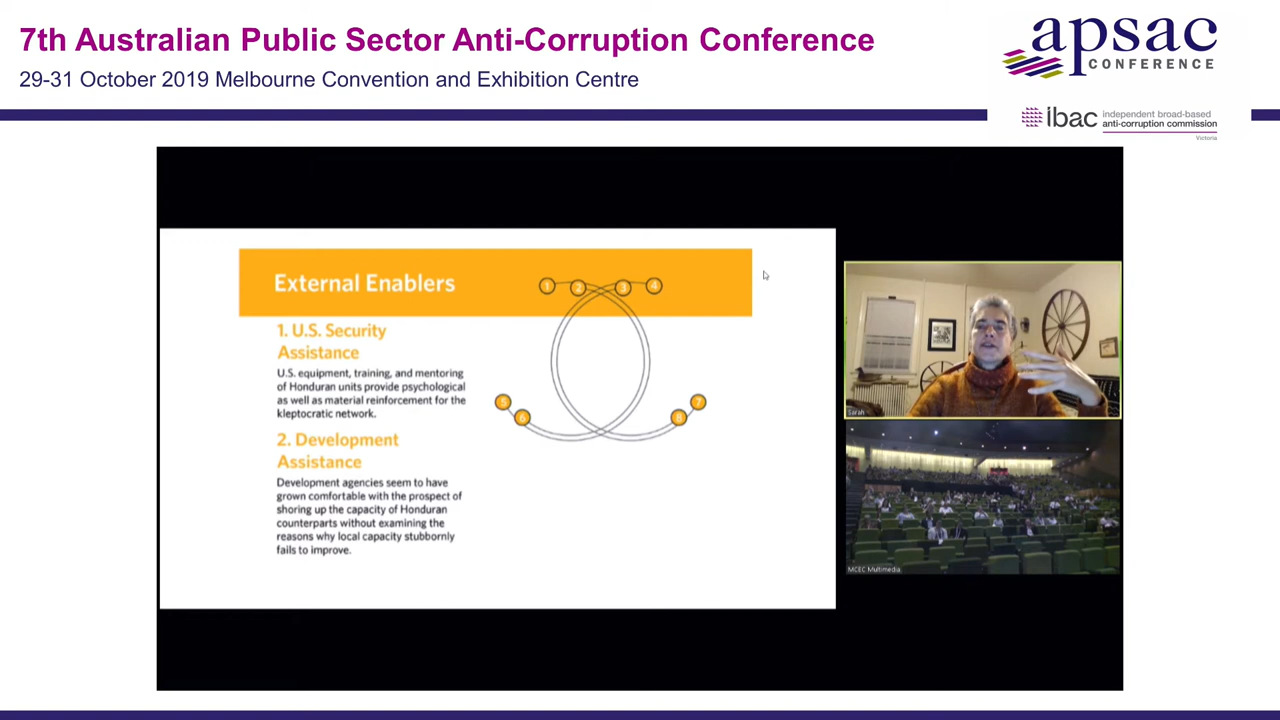 7th Australian Public Sector Anti-Corruption Conference
29-31 October 2019 Melbourne Convention and Exhibition Centre
apsac
CONFERENCE
ibac
independent broad-based
anti-corruption commission
Victoria
External Enablers
1 2 3 4
1. U.S. Security
Assistance
U.S. equipment, training, and mentoring
of Honduran units provide psychological
as well as material reinforcement for the
kleptocratic network.
5 6 7 8
2. Development
Assistance
Development agencies seem to have
grown comfortable with the prospect of
shoring up the capacity of Honduran
counterparts without examining the
reasons why local capacity stubbornly
fails to improve.
Sarah
MCEC Multimedia